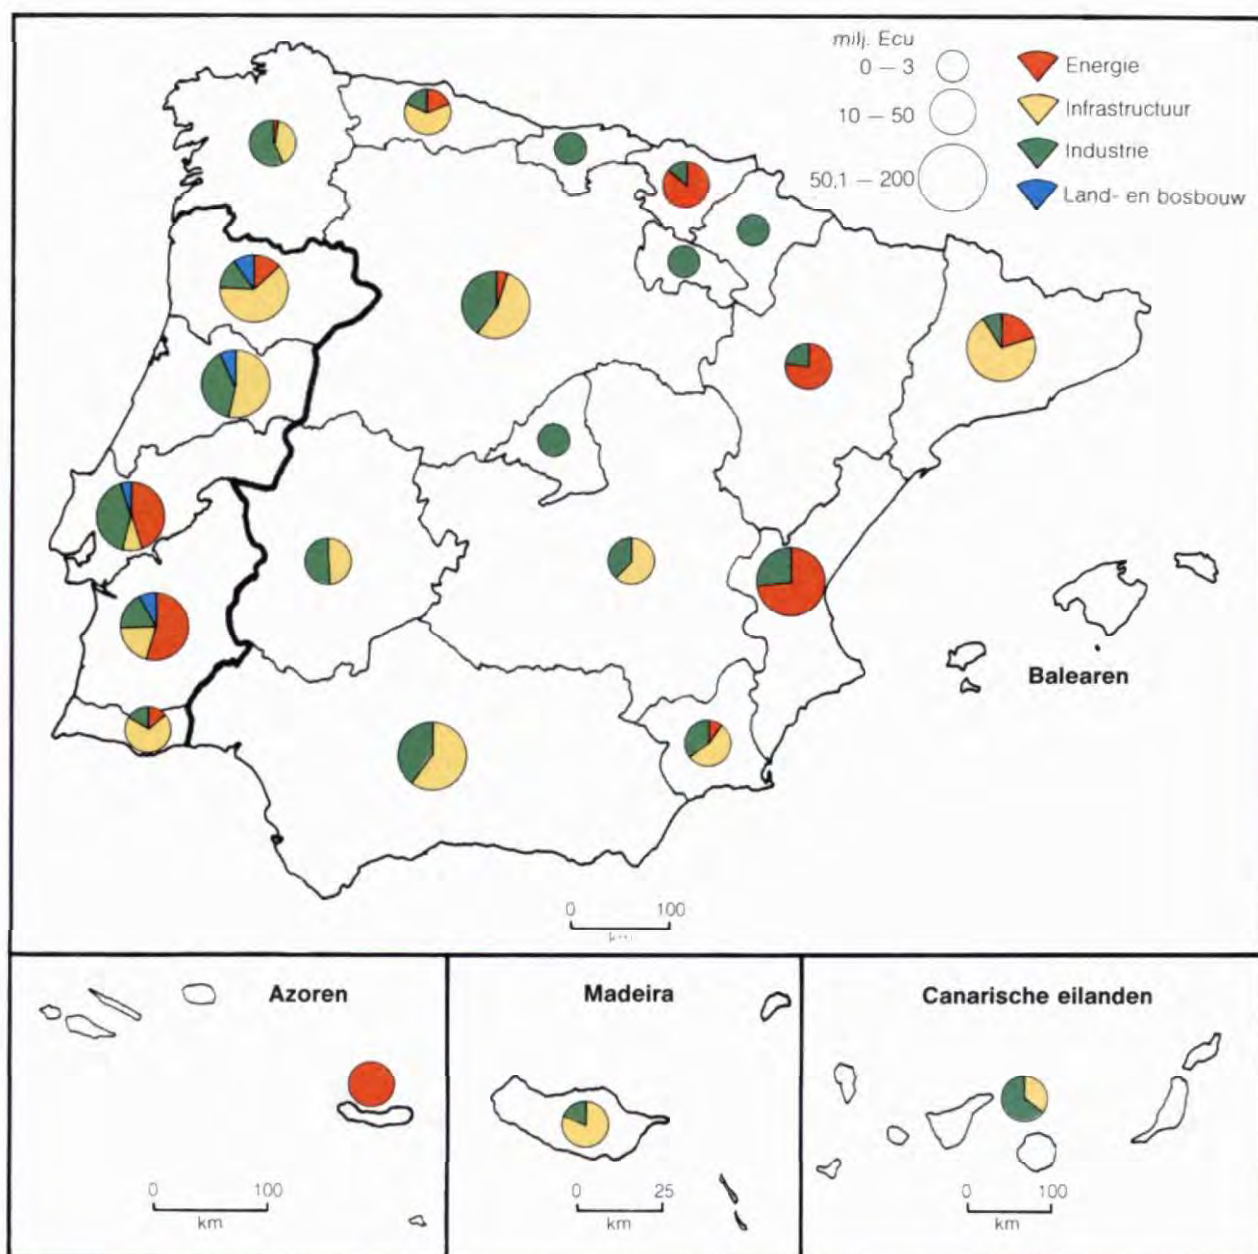 milj. Ecu
0 — 3
10 — 50
50,1 — 200
Energie
Infrastructuur
Industrie
Land- en bosbouw
Balearen
0 100
km
Azoren
0 100
km
Madeira
0 25
km
Canarische eilanden
0 100
km